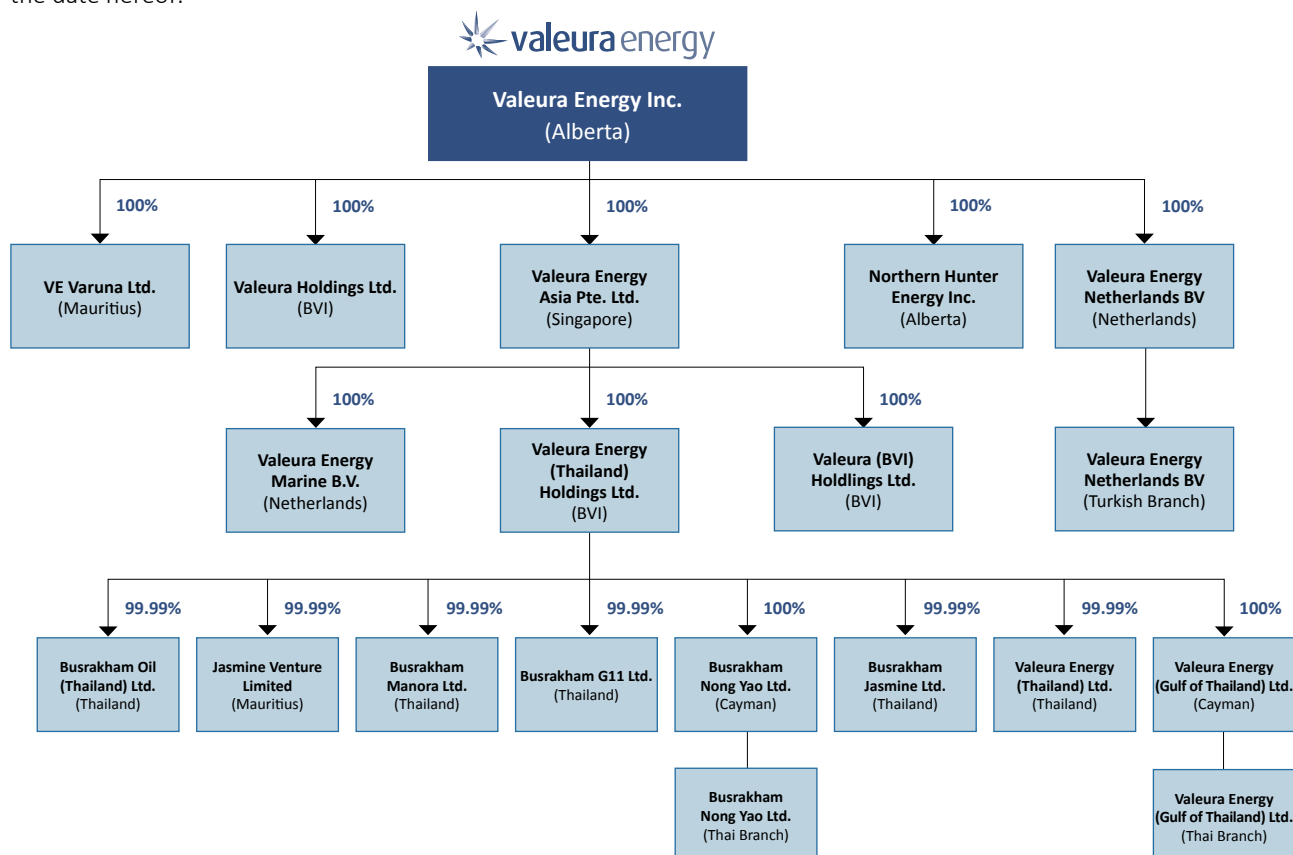 the date hereof.
valeura energy
Valeura Energy Inc.
(Alberta)
100%
100%
100%
100%
100%
VE Varuna Ltd.
(Mauritius)
Valeura Holdings Ltd.
(BVI)
Valeura Energy
Asia Pte. Ltd.
(Singapore)
Northern Hunter
Energy Inc.
(Alberta)
Valeura Energy
Netherlands BV
(Netherlands)
100%
100%
100%
100%
Valeura Energy
Marine B.V.
(Netherlands)
Valeura Energy
(Thailand)
Holdings Ltd.
(BVI)
Valeura (BVI)
Holdlings Ltd.
(BVI)
Valeura Energy
Netherlands BV
(Turkish Branch)
99.99%
99.99%
99.99%
99.99%
100%
99.99%
99.99%
100%
Busrakham Oil
(Thailand) Ltd.
(Thailand)
Jasmine Venture
Limited
(Mauritius)
Busrakham
Manora Ltd.
(Thailand)
Busrakham G11 Ltd.
(Thailand)
Busrakham
Nong Yao Ltd.
(Cayman)
Busrakham
Jasmine Ltd.
(Thailand)
Valeura Energy
(Thailand) Ltd.
(Thailand)
Valeura Energy
(Gulf of Thailand) Ltd.
(Cayman)
Busrakham
Nong Yao Ltd.
(Thai Branch)
Valeura Energy
(Gulf of Thailand) Ltd.
(Thai Branch)